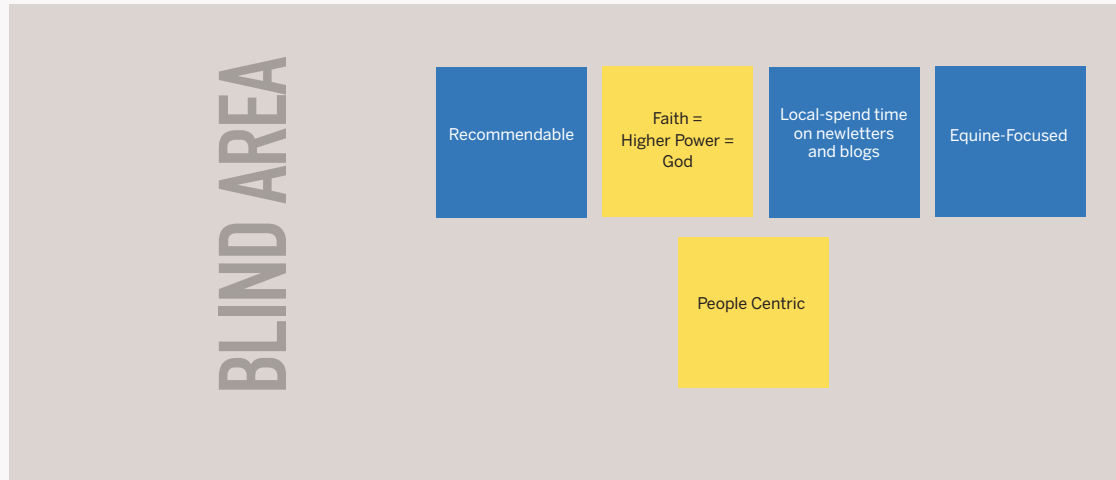 BLIND AREA
Recommendable
Faith =
Higher Power =
God
Local-spend time
on newletters
and blogs
Equine-Focused
People Centric